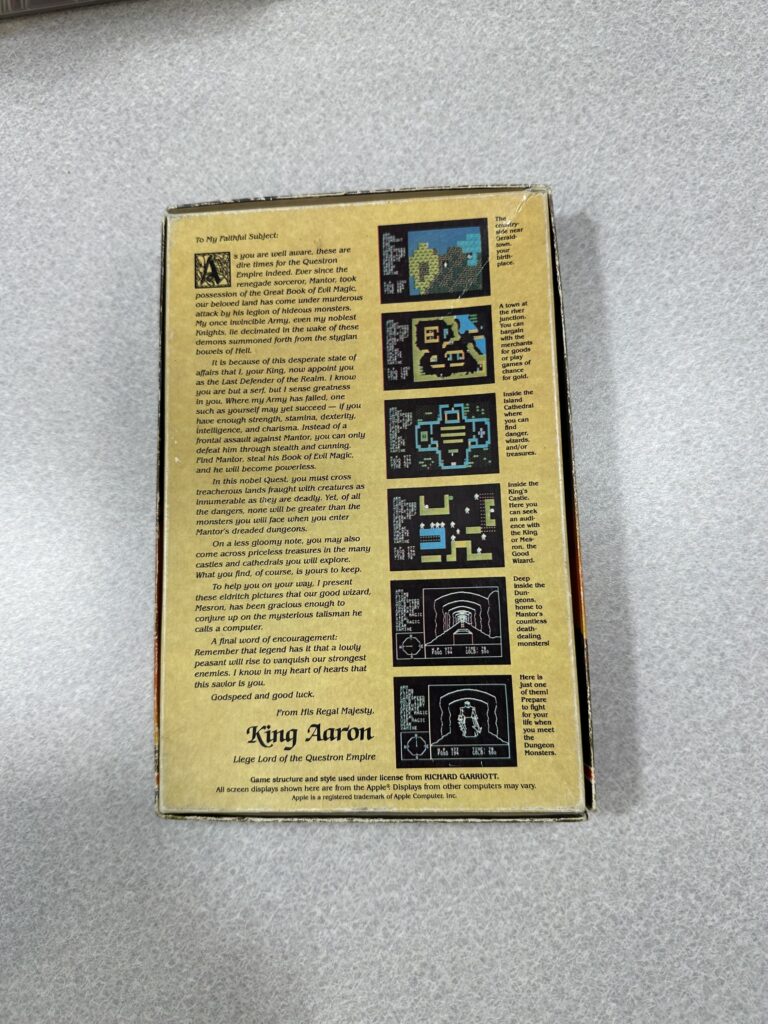 To My Faithful Subject:
As you are well aware, these are
dire times for the Questron
Empire indeed. Ever since the
renegade sorceror, Mantor, took
possession of the Great Book of Evil Magic,
our beloved land has come under murderous
attack by his legion of hideous monsters.
My once invincible Army, even my noblest
Knights, lie decimated in the wake of these
demons summoned forth from the stygian
bowels of Hell.
It is because of this desperate state of
affairs that I, your King, now appoint you
as the Last Defender of the Realm. I know
you are but a serf, but I sense greatness
in you. Where my Army has failed, one
such as yourself may yet succeed — if you
have enough strength, stamina, dexterity,
intelligence, and charisma. Instead of a
frontal assault against Mantor, you can only
defeat him through stealth and cunning.
Find Mantor, steal his Book of Evil Magic,
and he will become powerless.
In this nobel Quest, you must cross
treacherous lands fraught with creatures as
innumerable as they are deadly. Yet, of all
the dangers, none will be greater than the
monsters you will face when you enter
Mantor's dreaded dungeons.
On a less gloomy note, you may also
come across priceless treasures in the many
castles and cathedrals you will explore.
What you find, of course, is yours to keep.
To help you on your way, I present
these eldritch pictures that our good wizard,
Mesron, has been gracious enough to
conjure up on the mysterious talisman he
calls a computer.
A final word of encouragement:
Remember that legend has it that a lowly
peasant will rise to vanquish our strongest
enemies. I know in my heart of hearts that
this savior is you.
Godspeed and good luck.
From His Regal Majesty,
King Aaron
Liege Lord of the Questron Empire
The
country-
side near
Gerald-
town,
your
birth-
place.
A town at
the river
junction.
You can
bargain
with the
merchants
for goods
or play
games of
chance
for gold.
Inside the
Island
Cathedral
where
you can
find
danger,
wizards,
and/or
treasures.
Inside the
King's
Castle.
Here you
can seek
an audi-
ence with
the King
or Mes-
ron, the
Good
Wizard.
Deep
inside the
Dun-
geons,
home to
Mantor's
countless
death-
dealing
monsters!
Here is
just one
of them!
Prepare
to fight
for your
life when
you meet
the
Dungeon
Monsters.
Game structure and style used under license from RICHARD GARRIOTT.
All screen displays shown here are from the Apple® Displays from other computers may vary.
Apple is a registered trademark of Apple Computer, Inc.